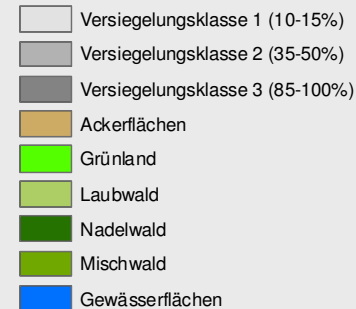 Versiegelungsklasse 1 (10-15%)
Versiegelungsklasse 2 (35-50%)
Versiegelungsklasse 3 (85-100%)
Ackerflächen
Grünland
Laubwald
Nadelwald
Mischwald
Gewässerflächen